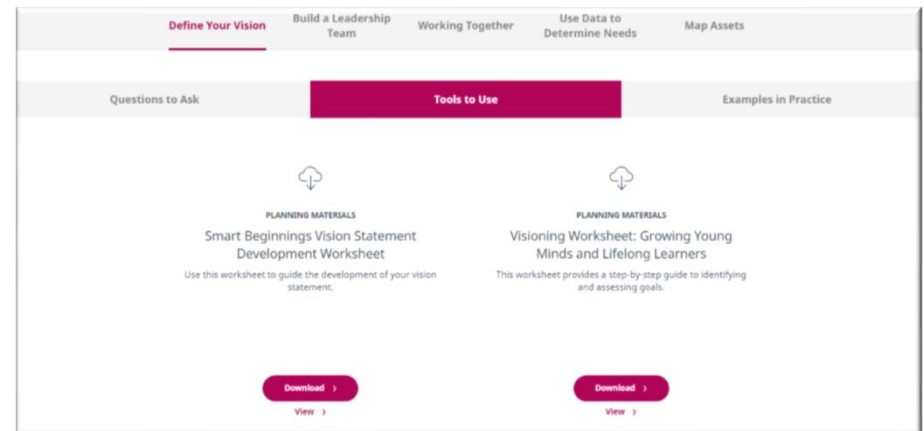 Define Your Vision
Build a Leadership
Team
Working Together
Use Data to
Determine Needs
Map Assets
Questions to Ask
Tools to Use
Examples in Practice
PLANNING MATERIALS
Smart Beginnings Vision Statement
Development Worksheet
Use this worksheet to guide the development of your vision
statement.
Download >
View >
PLANNING MATERIALS
Visioning Worksheet: Growing Young
Minds and Lifelong Learners
This worksheet provides a step-by-step guide to identifying
and assessing goals.
Download >
View >